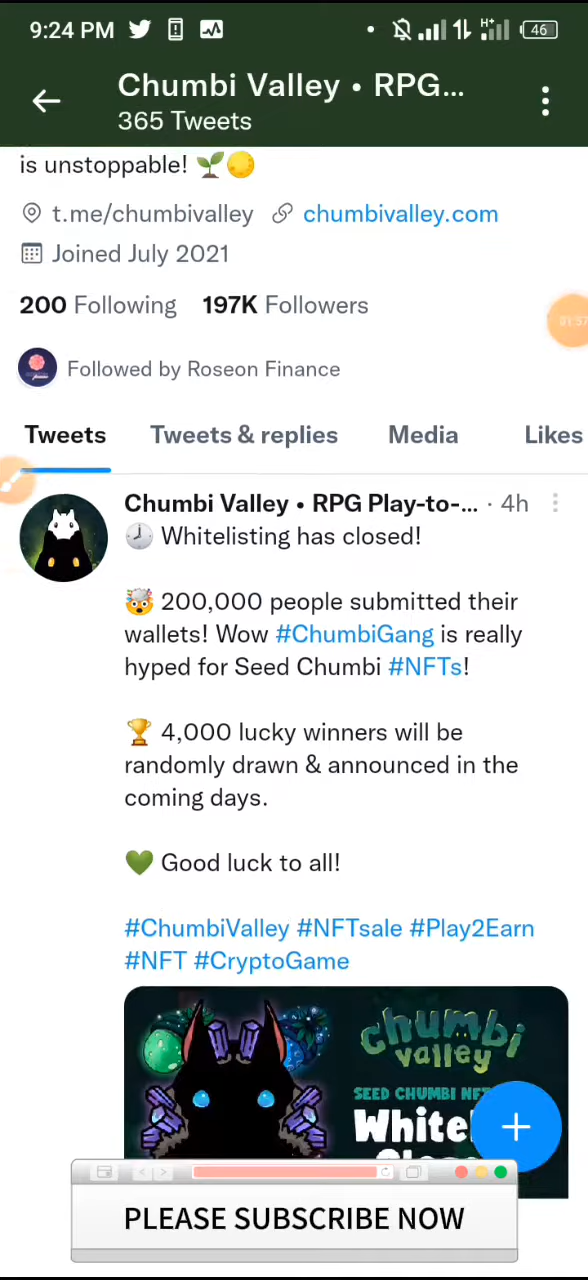 9:24 PM
46
Chumbi Valley • RPG...
365 Tweets
is unstoppable! 🌱🌕
t.me/chumbivalley chumbivalley.com
Joined July 2021
200 Following 197K Followers
01:57
Followed by Roseon Finance
Tweets Tweets & replies Media Likes
Chumbi Valley • RPG Play-to-... · 4h
🕗 Whitelisting has closed!
🤯 200,000 people submitted their
wallets! Wow #ChumbiGang is really
hyped for Seed Chumbi #NFTs!
🏆 4,000 lucky winners will be
randomly drawn & announced in the
coming days.
💚 Good luck to all!
#ChumbiValley #NFTsale #Play2Earn
#NFT #CryptoGame
chumbi
valley
SEED CHUMBI
PLEASE SUBSCRIBE NOW